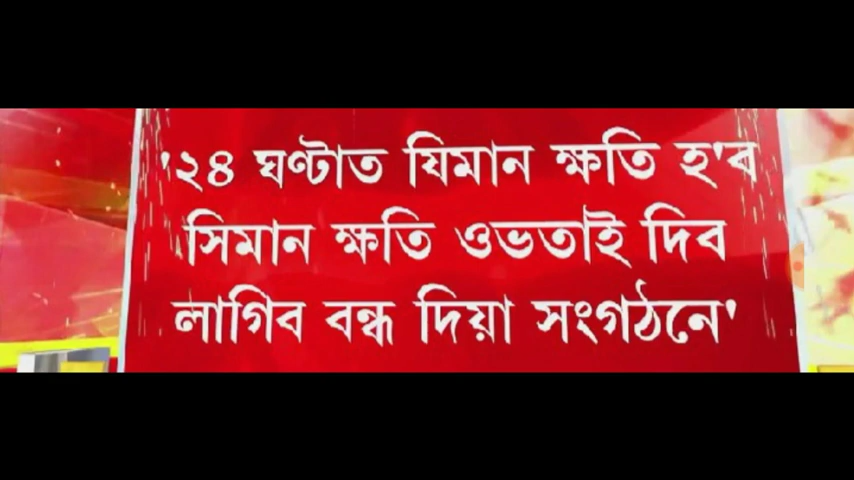 '২৪ ঘণ্টাত যিমান ক্ষতি হ'ব
সিমান ক্ষতি ওভতাই দিব
লাগিব বন্ধ দিয়া সংগঠনে'